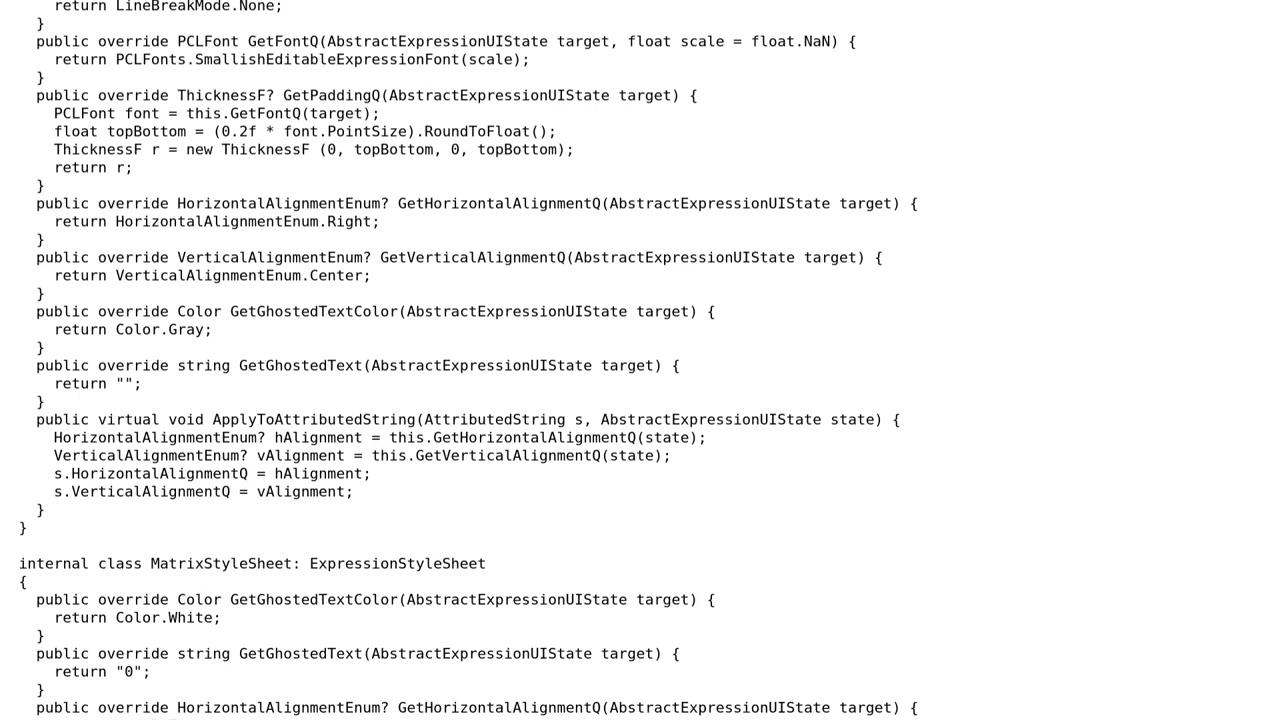 return LineBreakMode.None;
  }
  public override PCLFont GetFontQ(AbstractExpressionUIState target, float scale = float.NaN) {
    return PCLFonts.SmallishEditableExpressionFont(scale);
  }
  public override ThicknessF? GetPaddingQ(AbstractExpressionUIState target) {
    PCLFont font = this.GetFontQ(target);
    float topBottom = (0.2f * font.PointSize).RoundToFloat();
    ThicknessF r = new ThicknessF (0, topBottom, 0, topBottom);
    return r;
  }
  public override HorizontalAlignmentEnum? GetHorizontalAlignmentQ(AbstractExpressionUIState target) {
    return HorizontalAlignmentEnum.Right;
  }
  public override VerticalAlignmentEnum? GetVerticalAlignmentQ(AbstractExpressionUIState target) {
    return VerticalAlignmentEnum.Center;
  }
  public override Color GetGhostedTextColor(AbstractExpressionUIState target) {
    return Color.Gray;
  }
  public override string GetGhostedText(AbstractExpressionUIState target) {
    return "";
  }
  public virtual void ApplyToAttributedString(AttributedString s, AbstractExpressionUIState state) {
    HorizontalAlignmentEnum? hAlignment = this.GetHorizontalAlignmentQ(state);
    VerticalAlignmentEnum? vAlignment = this.GetVerticalAlignmentQ(state);
    s.HorizontalAlignmentQ = hAlignment;
    s.VerticalAlignmentQ = vAlignment;
  }
}

internal class MatrixStyleSheet: ExpressionStyleSheet
{
  public override Color GetGhostedTextColor(AbstractExpressionUIState target) {
    return Color.White;
  }
  public override string GetGhostedText(AbstractExpressionUIState target) {
    return "0";
  }
  public override HorizontalAlignmentEnum? GetHorizontalAlignmentQ(AbstractExpressionUIState target) {